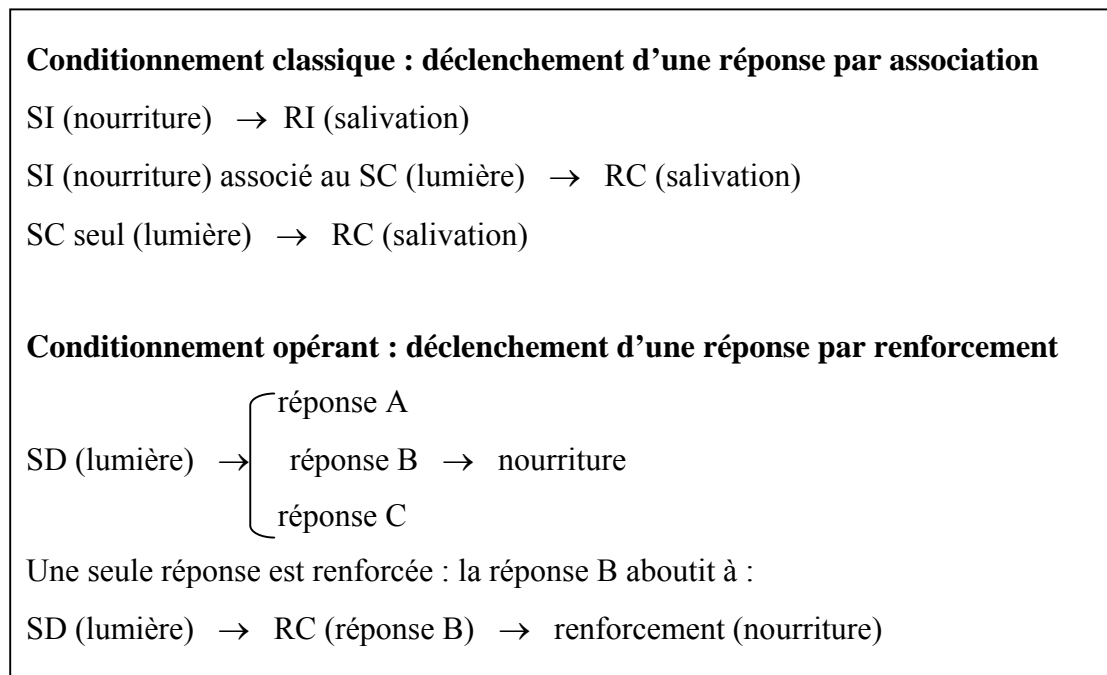 Conditionnement classique : déclenchement d’une réponse par association
SI (nourriture) → RI (salivation)
SI (nourriture) associé au SC (lumière) → RC (salivation)
SC seul (lumière) → RC (salivation)
Conditionnement opérant : déclenchement d’une réponse par renforcement
réponse A
SD (lumière) → réponse B → nourriture
réponse C
Une seule réponse est renforcée : la réponse B aboutit à :
SD (lumière) → RC (réponse B) → renforcement (nourriture)